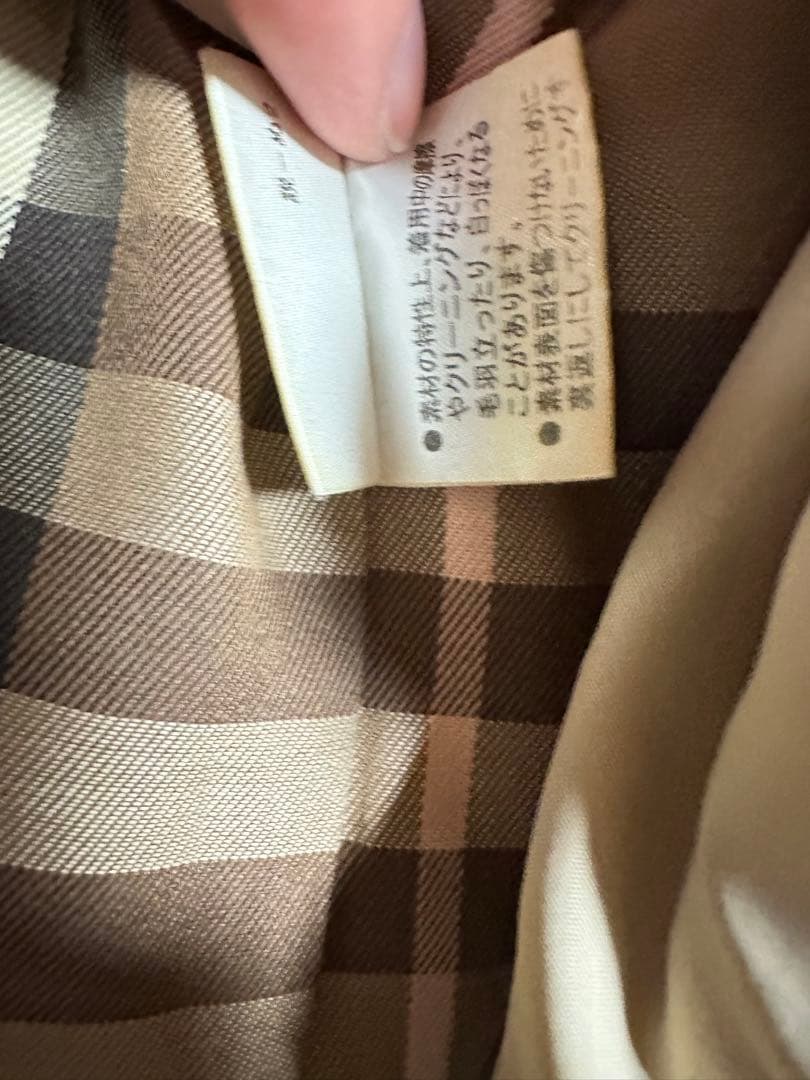 ●素材の特性上、着用中の摩擦
やクリーニングなどにより、
毛羽立ったり、白っぽくなる
ことがあります。
●素材表面を傷つけないために
裏返しにしてクリーニング